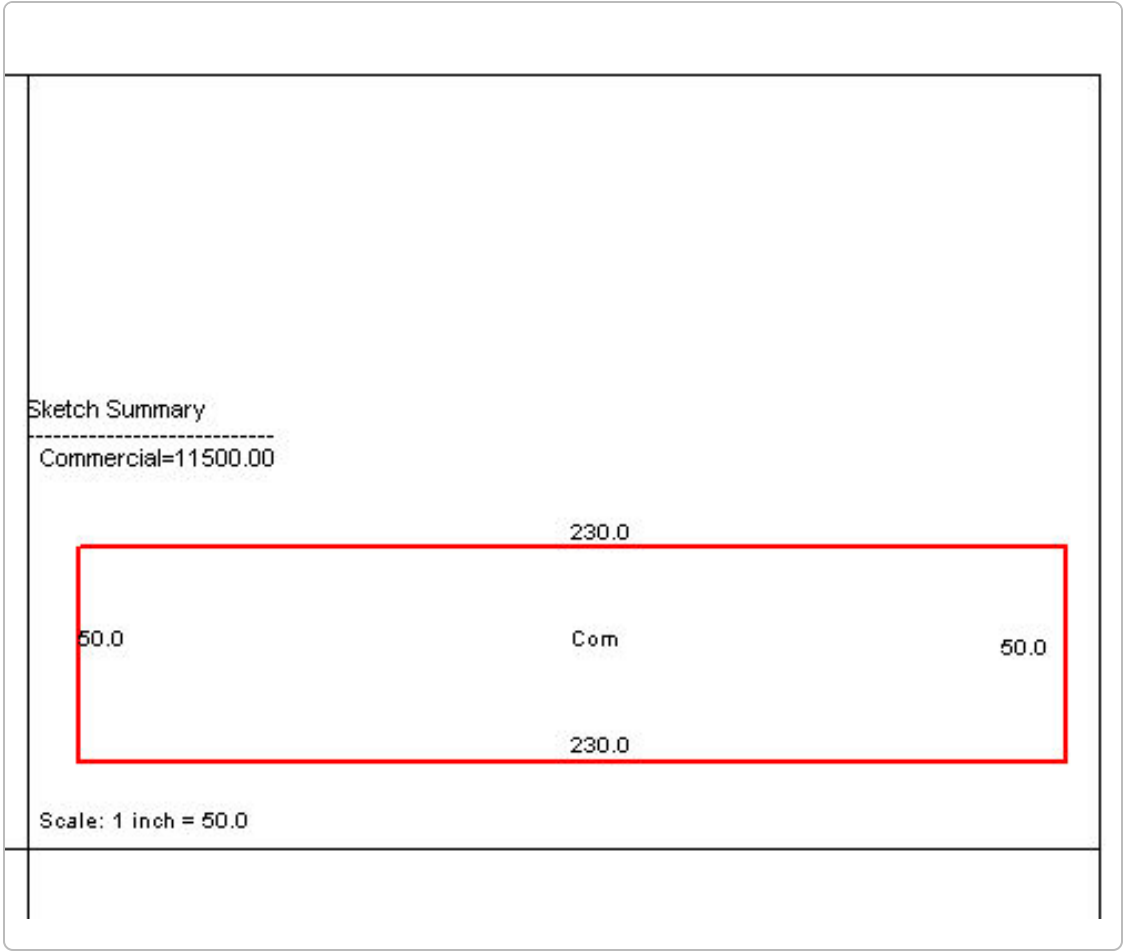 Sketch Summary
---------------------------
Commercial=11500.00
230.0
50.0 Com 50.0
230.0
Scale: 1 inch = 50.0